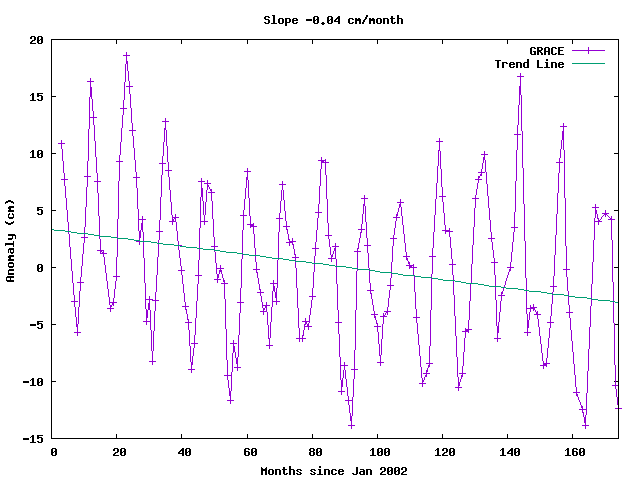 Slope -0.04 cm/month
GRACE
Trend Line
Anomaly (cm)
20
15
10
5
0
-5
-10
-15
0 20 40 60 80 100 120 140 160
Months since Jan 2002